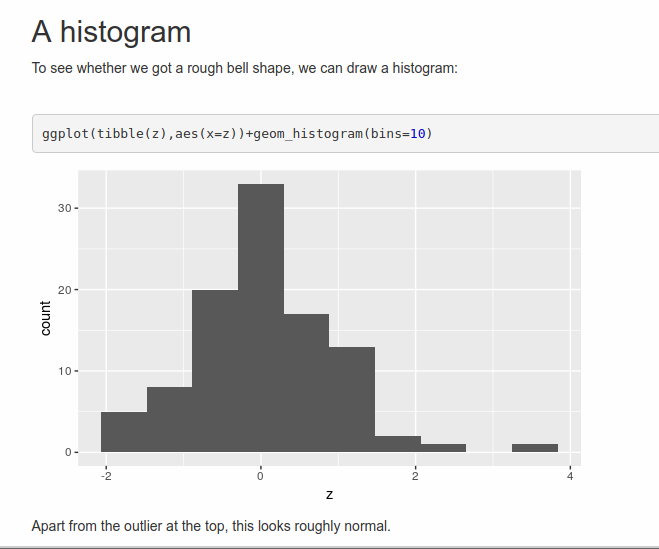 A histogram
To see whether we got a rough bell shape, we can draw a histogram:
ggplot(tibble(z),aes(x=z))+geom_histogram(bins=10)
30
20
10
0
count
-2 0 2 4
z
Apart from the outlier at the top, this looks roughly normal.